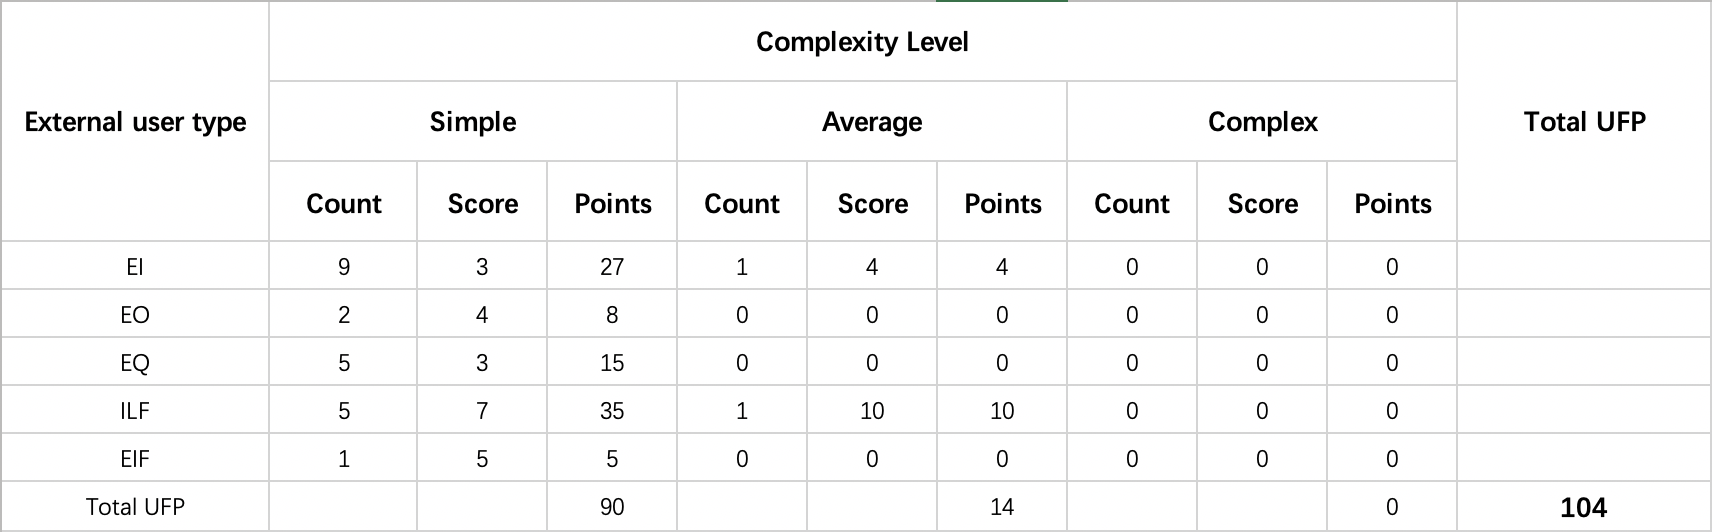 Complexity Level
External user type Simple Average Complex Total UFP
Count Score Points Count Score Points Count Score Points
EI 9 3 27 1 4 4 0 0 0
EO 2 4 8 0 0 0 0 0 0
EQ 5 3 15 0 0 0 0 0 0
ILF 5 7 35 1 10 10 0 0 0
EIF 1 5 5 0 0 0 0 0 0
Total UFP 90 14 0 104